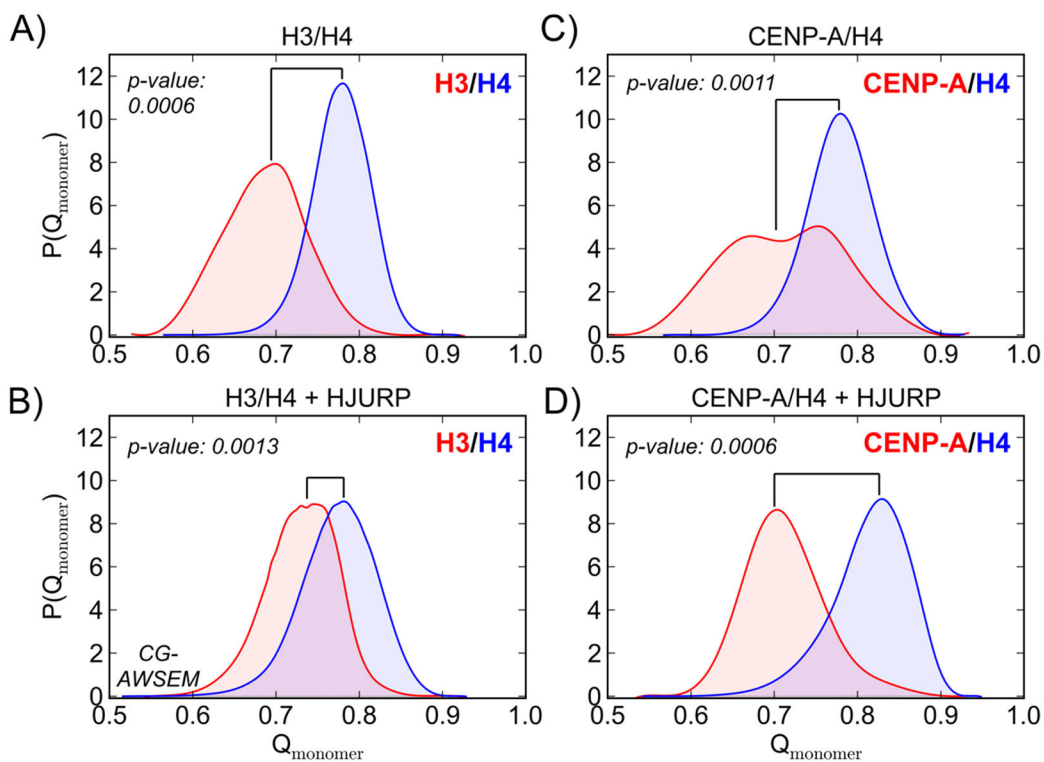 A)
H3/H4
p-value:
0.0006
H3/H4
P(Q_monomer)
12
10
8
6
4
2
0
0.5 0.6 0.7 0.8 0.9 1.0
C)
CENP-A/H4
p-value: 0.0011
CENP-A/H4
12
10
8
6
4
2
0
0.5 0.6 0.7 0.8 0.9 1.0
B)
H3/H4 + HJURP
p-value: 0.0013
H3/H4
P(Q_monomer)
12
10
8
6
4
2
0
CG-
AWSEM
0.5 0.6 0.7 0.8 0.9 1.0
Q_monomer
D)
CENP-A/H4 + HJURP
p-value: 0.0006
CENP-A/H4
12
10
8
6
4
2
0
0.5 0.6 0.7 0.8 0.9 1.0
Q_monomer